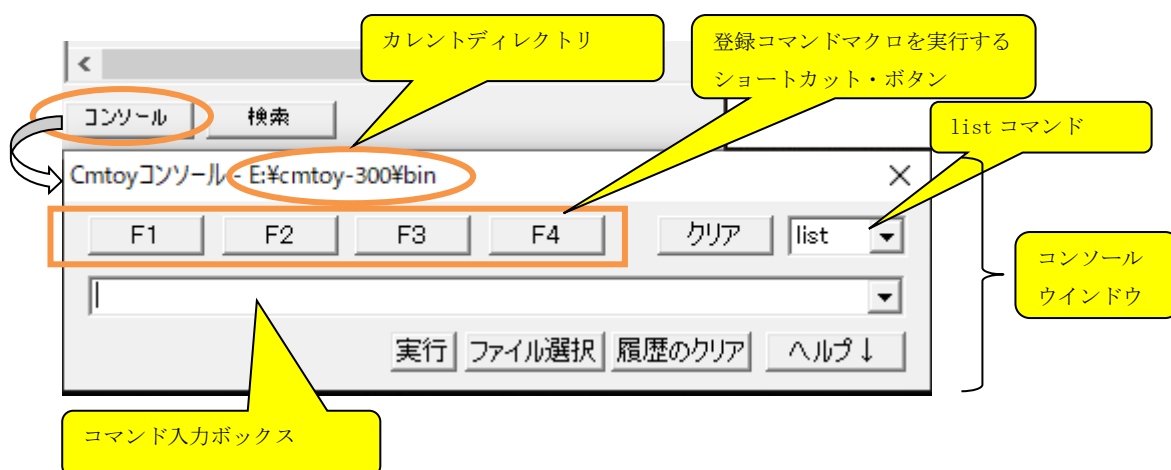 カレントディレクトリ
登録コマンドマクロを実行する
ショートカット・ボタン
コンソール 検索
list コマンド
Cmtoyコンソール - E:¥cmtoy-300¥bin
F1 F2 F3 F4 クリア list
コンソール
ウインドウ
実行 ファイル選択 履歴のクリア ヘルプ↓
コマンド入力ボックス